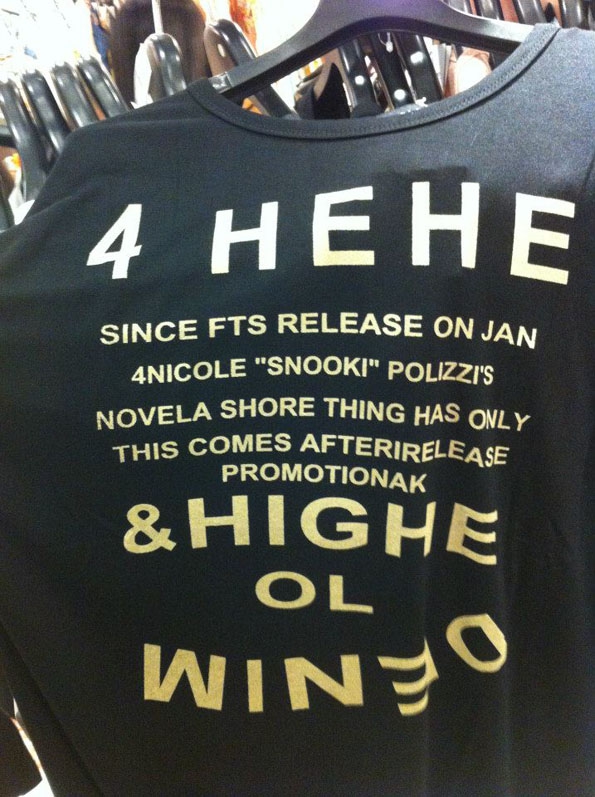 4 HEHE
SINCE FTS RELEASE ON JAN
4NICOLE "SNOOKI" POLIZZI'S
NOVELA SHORE THING HAS ONLY
THIS COMES AFTERIRELEASE
PROMOTIONAK
&HIGHE
OL
WINEO